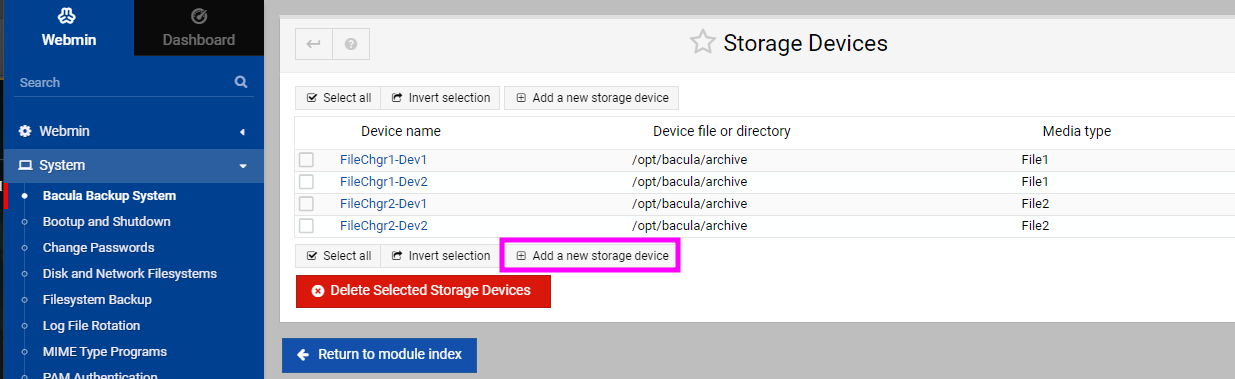 Webmin
Dashboard
Search
Webmin
System
Bacula Backup System
Bootup and Shutdown
Change Passwords
Disk and Network Filesystems
Filesystem Backup
Log File Rotation
MIME Type Programs
PAM Authentication
Storage Devices
Select all Invert selection Add a new storage device
Device name Device file or directory Media type
FileChgr1-Dev1 /opt/bacula/archive File1
FileChgr1-Dev2 /opt/bacula/archive File1
FileChgr2-Dev1 /opt/bacula/archive File2
FileChgr2-Dev2 /opt/bacula/archive File2
Select all Invert selection Add a new storage device
Delete Selected Storage Devices
Return to module index